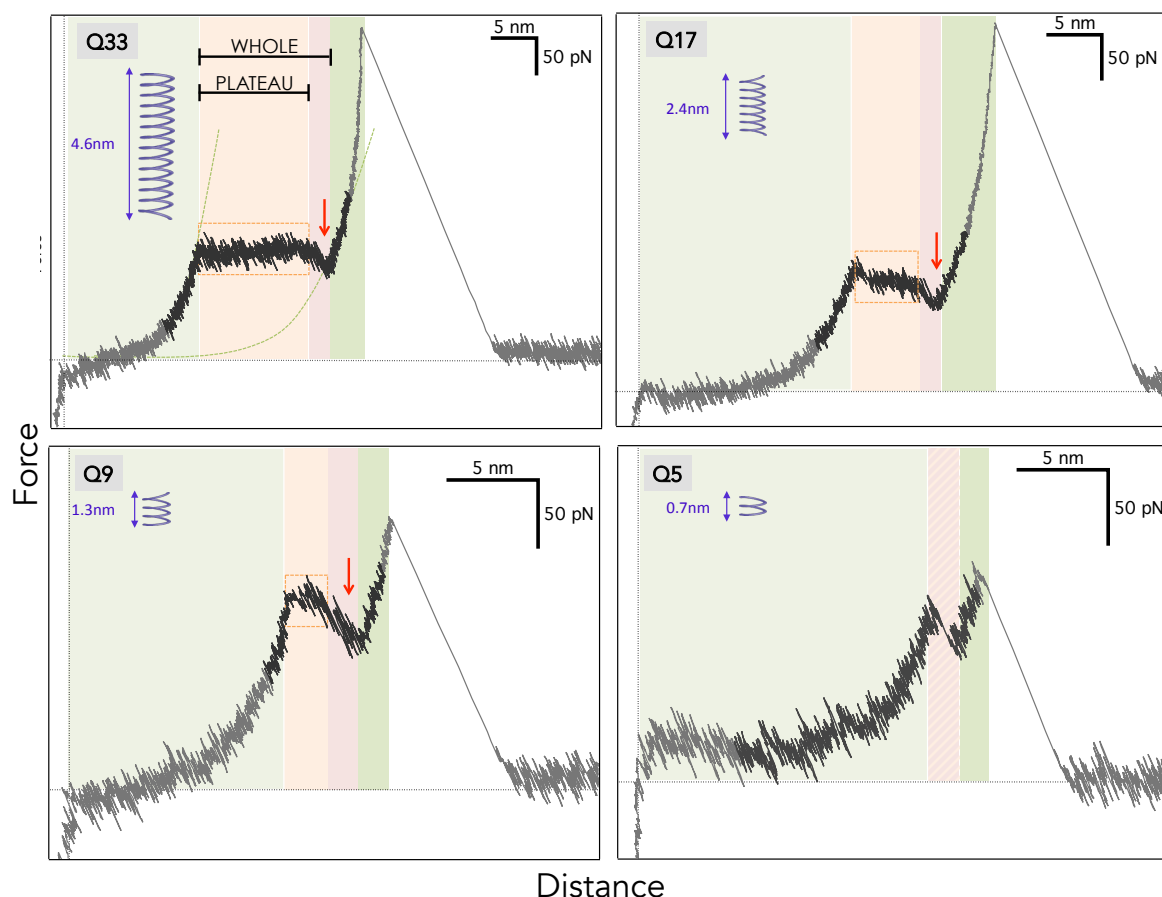 Q33
5 nm
50 pN
WHOLE
PLATEAU
4.6nm
Q17
5 nm
50 pN
2.4nm
Force
Q9
5 nm
50 pN
1.3nm
Q5
5 nm
50 pN
0.7nm
Distance